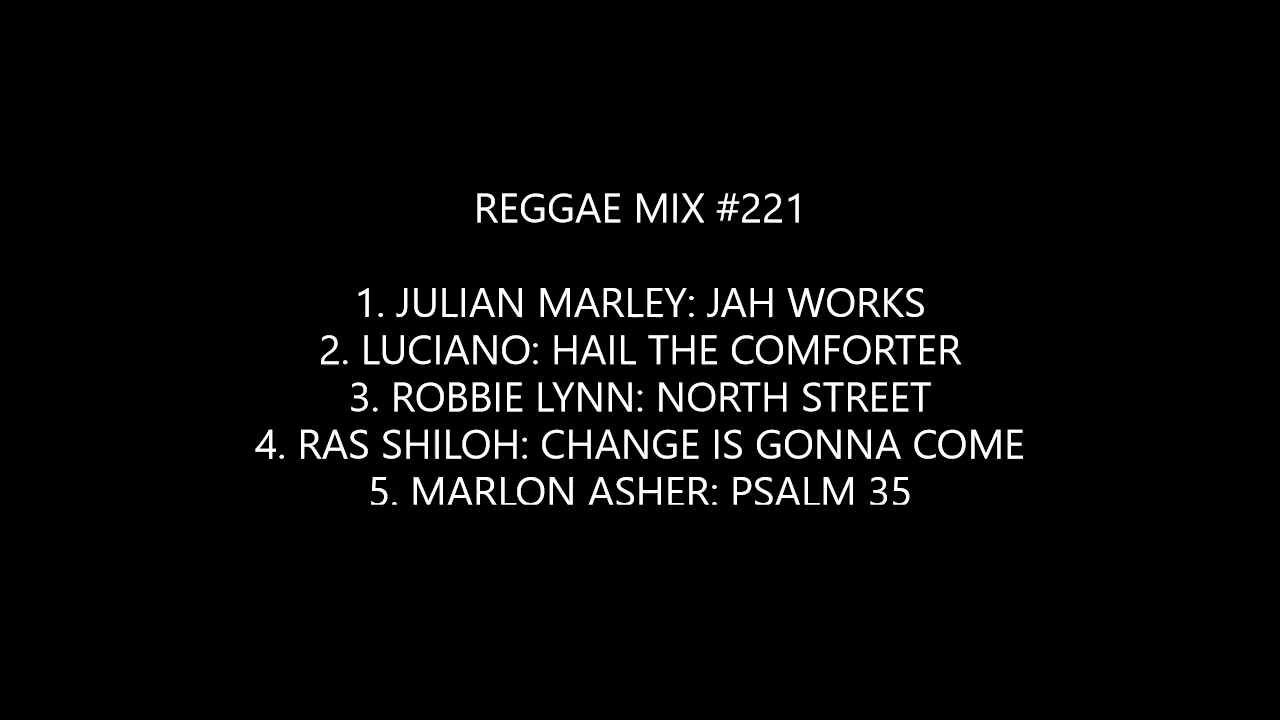 REGGAE MIX #221
1. JULIAN MARLEY: JAH WORKS
2. LUCIANO: HAIL THE COMFORTER
3. ROBBIE LYNN: NORTH STREET
4. RAS SHILOH: CHANGE IS GONNA COME
5. MARLON ASHER: PSALM 35